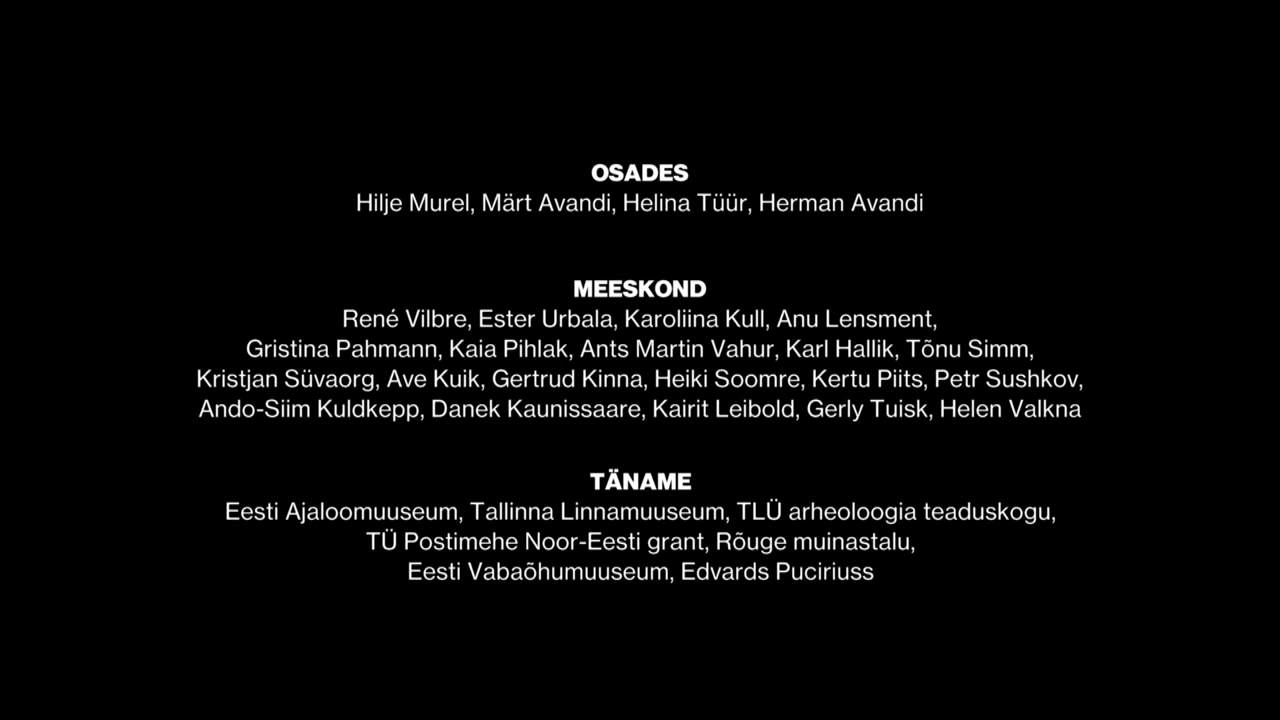 OSADES
Hilje Murel, Märt Avandi, Helina Tüür, Herman Avandi
MEESKOND
René Vilbre, Ester Urbala, Karoliina Kull, Anu Lensment,
Gristina Pahmann, Kaia Pihlak, Ants Martin Vahur, Karl Hallik, Tõnu Simm,
Kristjan Süvaorg, Ave Kuik, Gertrud Kinna, Heiki Soomre, Kertu Piits, Petr Sushkov,
Ando-Siim Kuldkepp, Danek Kaunissaare, Kairit Leibold, Gerly Tuisk, Helen Valkna
TÄNAME
Eesti Ajaloomuuseum, Tallinna Linnamuuseum, TLÜ arheoloogia teaduskogu,
TÜ Postimehe Noor-Eesti grant, Rõuge muinastalu,
Eesti Vabaõhumuuseum, Edvards Puciriuss